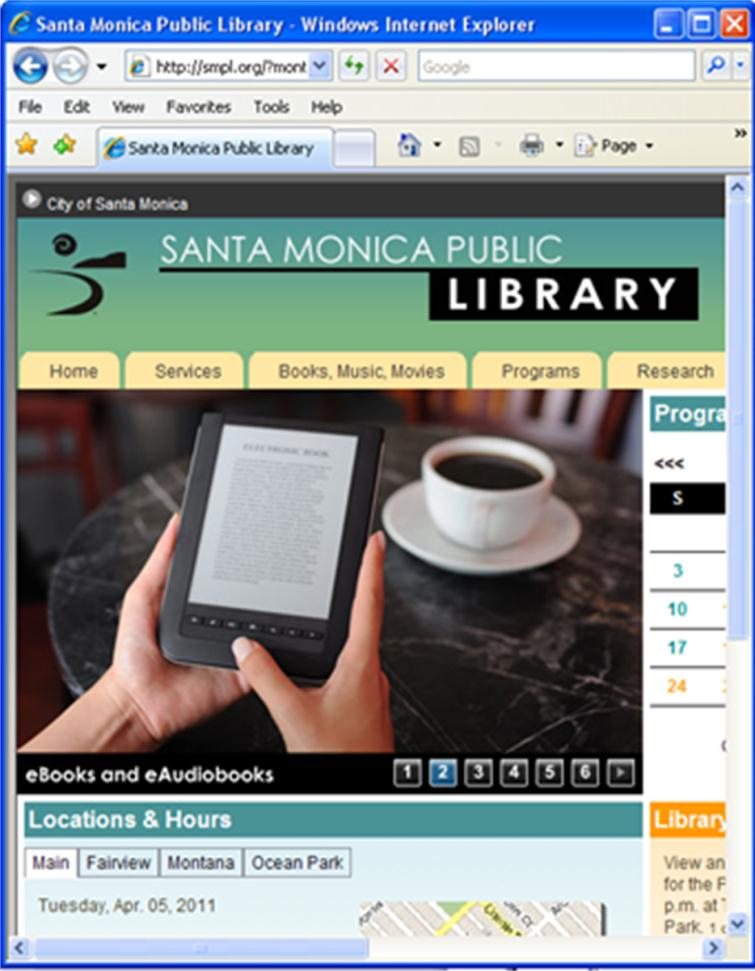 Santa Monica Public Library - Windows Internet Explorer
http://smpl.org/?mont
Google
File Edit View Favorites Tools Help
Santa Monica Public Library
Page
»
City of Santa Monica
SANTA MONICA PUBLIC
LIBRARY
Home Services Books, Music, Movies Programs Research
Progra
<<<
S
3
10
17
24
ELECTRONIC BOOK
eBooks and eAudiobooks
1 2 3 4 5 6
Locations & Hours
Main Fairview Montana Ocean Park
Tuesday, Apr. 05, 2011
Library
View an
for the P
p.m. at T
Park.